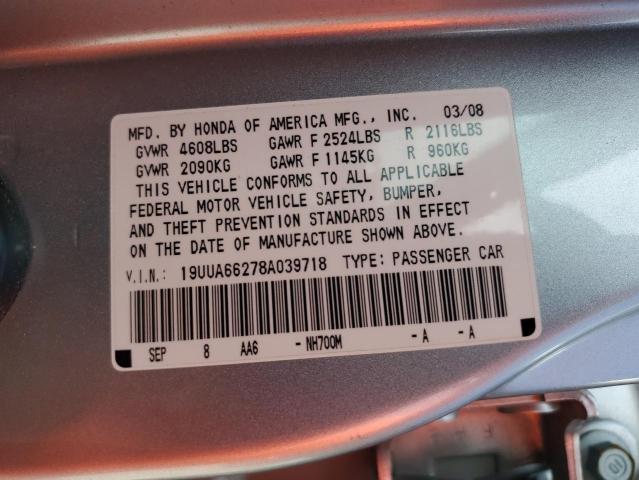 MFD. BY HONDA OF AMERICA MFG., INC. 03/08
GVWR 4608LBS GAWR F 2524LBS R 2116LBS
GVWR 2090KG GAWR F 1145KG R 960KG
THIS VEHICLE CONFORMS TO ALL APPLICABLE
FEDERAL MOTOR VEHICLE SAFETY, BUMPER,
AND THEFT PREVENTION STANDARDS IN EFFECT
ON THE DATE OF MANUFACTURE SHOWN ABOVE.
V.I.N.: 19UUA66278A039718 TYPE: PASSENGER CAR
SEP 8 AA6 -NH700M -A -A